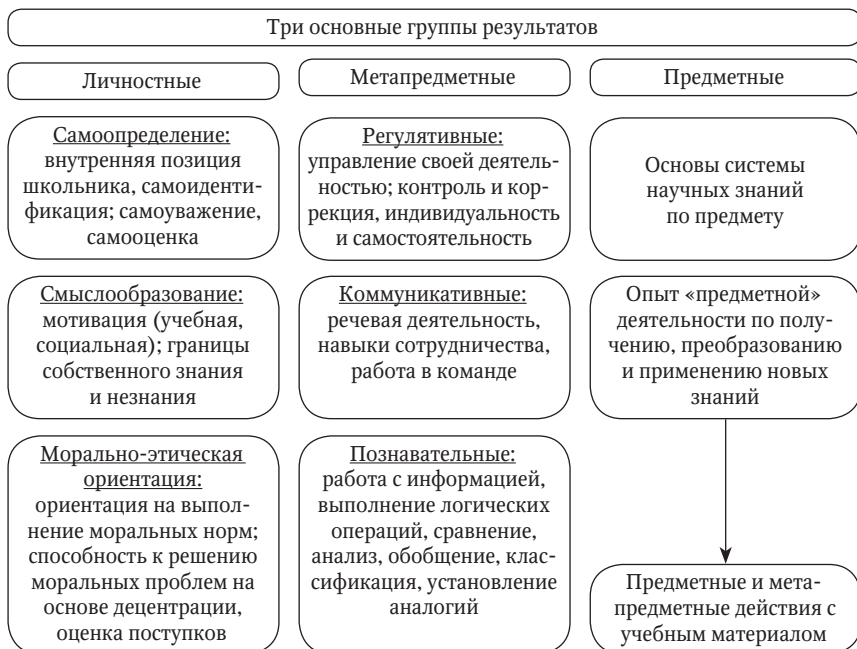 Три основные группы результатов
Личностные
Метапредметные
Предметные
Самоопределение:
внутренняя позиция
школьника, самоиденти-
фикация; самоуважение,
самооценка
Регулятивные:
управление своей деятель-
ностью; контроль и кор-
рекция, индивидуальность
и самостоятельность
Основы системы
научных знаний
по предмету
Смыслообразование:
мотивация (учебная,
социальная); границы
собственного знания
и незнания
Коммуникативные:
речевая деятельность,
навыки сотрудничества,
работа в команде
Опыт «предметной»
деятельности по полу-
чению, преобразованию
и применению новых
знаний
Морально-этическая
ориентация:
ориентация на выпол-
нение моральных норм;
способность к решению
моральных проблем на
основе децентрации,
оценка поступков
Познавательные:
работа с информацией,
выполнение логических
операций, сравнение,
анализ, обобщение, клас-
сификация, установление
аналогий
Предметные и мета-
предметные действия с
учебным материалом